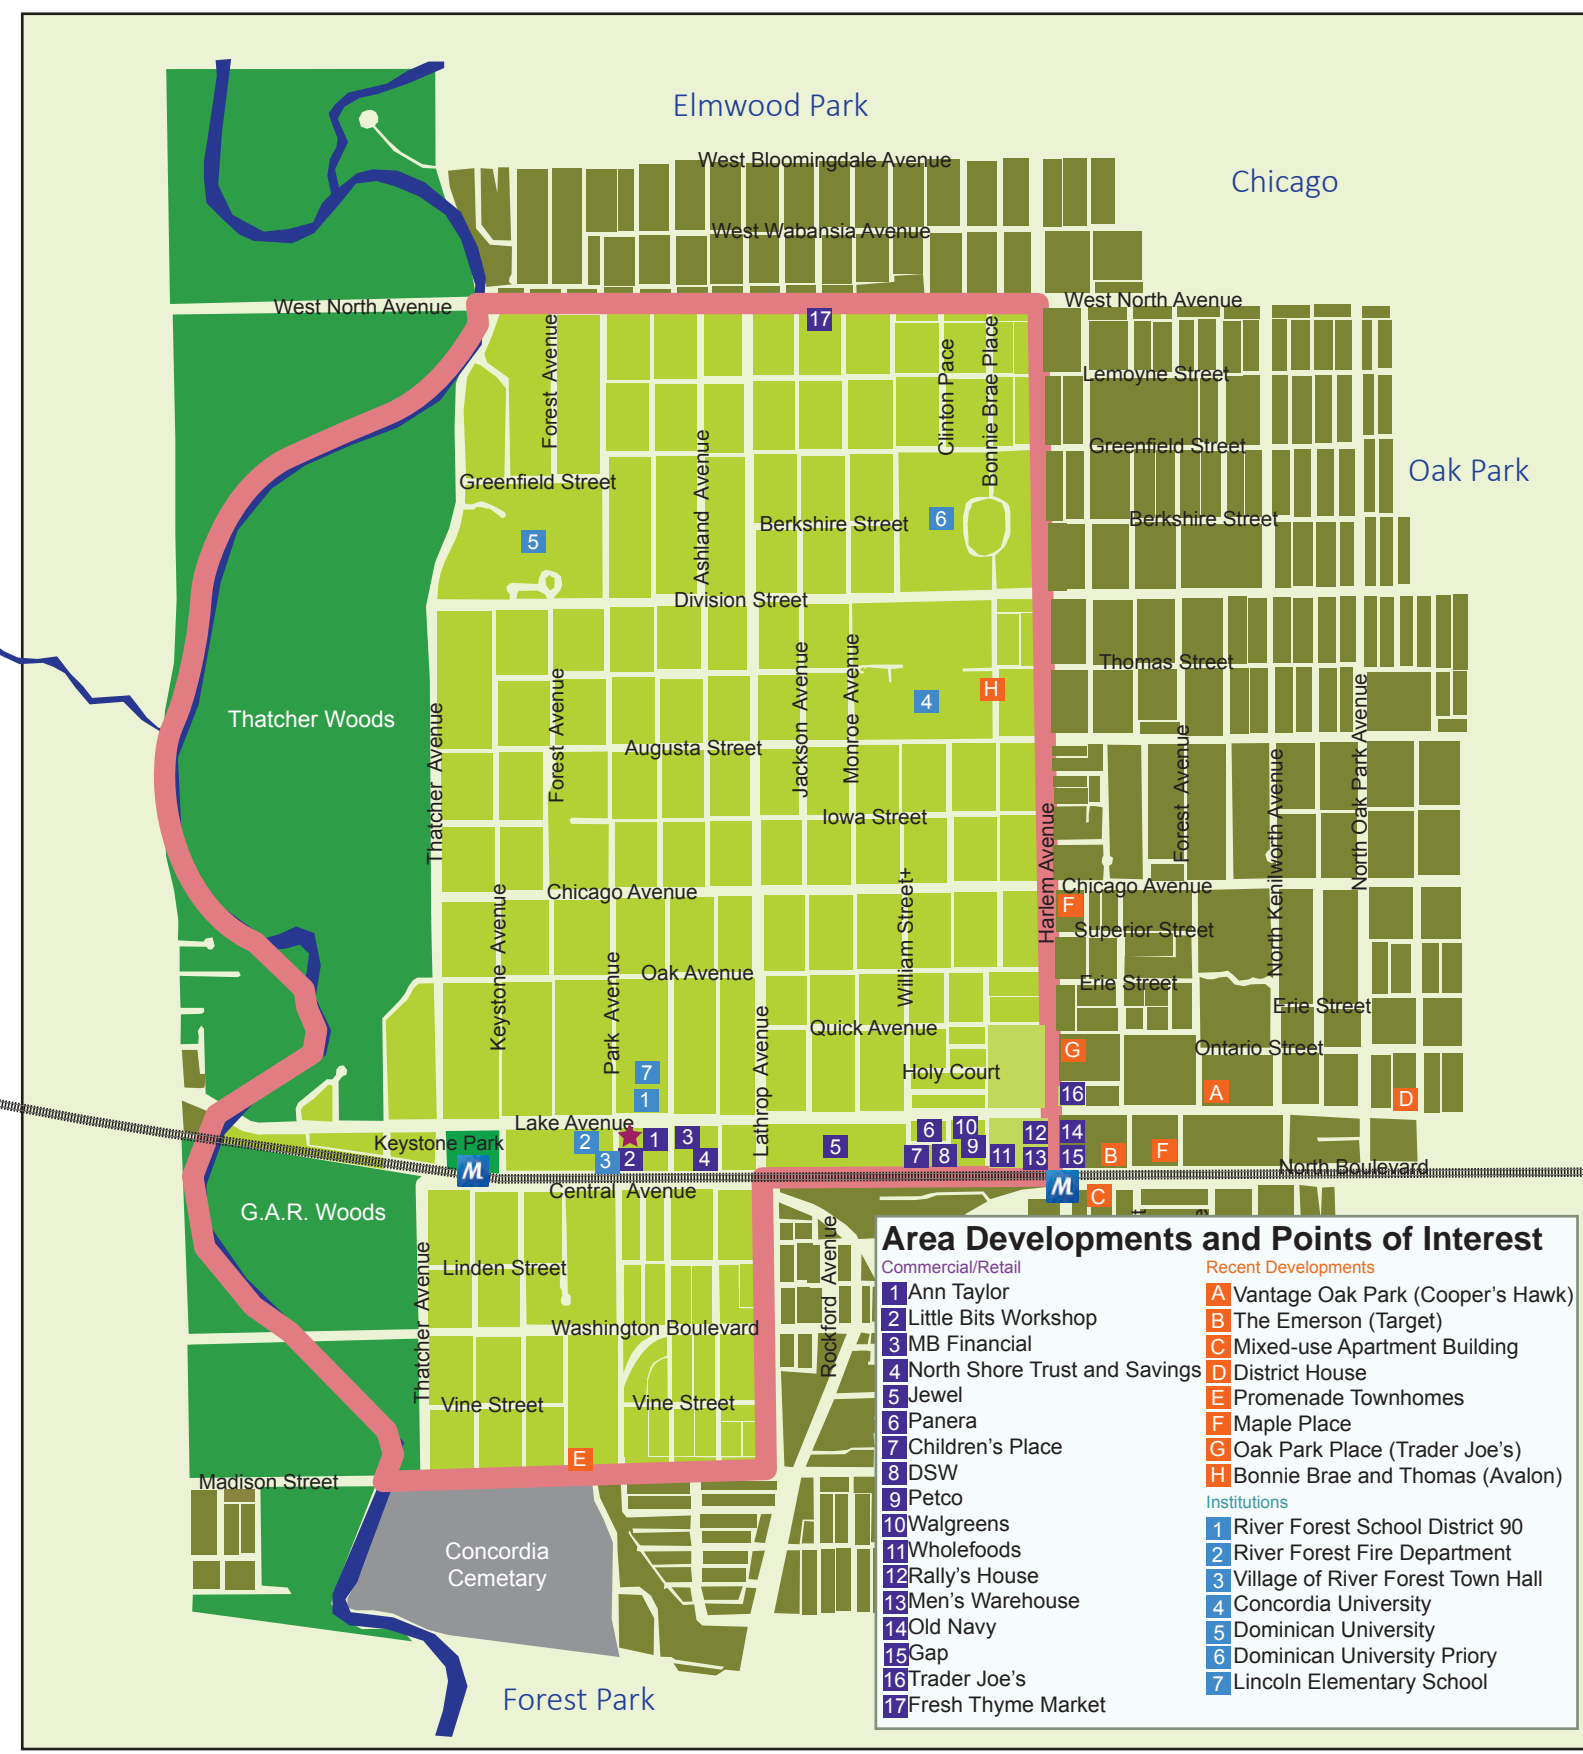 Elmwood Park
Chicago
West Bloomingdale Avenue
West Wabansia Avenue
West North Avenue
West North Avenue
17
Forest Avenue
Clinton Pace
Bonnie Brae Place
Lemoyne Street
Ashland Avenue
Greenfield Street
Greenfield Street
Oak Park
Berkshire Street
Berkshire Street
6
5
Division Street
Thomas Street
Thatcher Woods
Thatcher Avenue
Forest Avenue
Jackson Avenue
Monroe Avenue
4
H
Augusta Street
Forest Avenue
North Kenilworth Avenue
North Oak Park Avenue
Iowa Street
Harlem Avenue
Chicago Avenue
Chicago Avenue
F
Keystone Avenue
William Street+
Superior Street
Oak Avenue
Erie Street
Erie Street
Park Avenue
Lathrop Avenue
Quick Avenue
Ontario Street
G
Holy Court
7
1
16
A
D
Lake Avenue
Keystone Park
2
1
3
3
2
4
5
6
10
9
7
8
11
12
13
14
15
B
F
North Boulevard
M
M
C
Central Avenue
G.A.R. Woods
Thatcher Avenue
Linden Street
Rockford Avenue
Washington Boulevard
Vine Street
Vine Street
E
Madison Street
Concordia
Cemetary
Forest Park
Area Developments and Points of Interest
Commercial/Retail
1 Ann Taylor
2 Little Bits Workshop
3 MB Financial
4 North Shore Trust and Savings
5 Jewel
6 Panera
7 Children's Place
8 DSW
9 Petco
10 Walgreens
11 Wholefoods
12 Rally's House
13 Men's Warehouse
14 Old Navy
15 Gap
16 Trader Joe's
17 Fresh Thyme Market
Recent Developments
A Vantage Oak Park (Cooper's Hawk)
B The Emerson (Target)
C Mixed-use Apartment Building
D District House
E Promenade Townhomes
F Maple Place
G Oak Park Place (Trader Joe's)
H Bonnie Brae and Thomas (Avalon)
Institutions
1 River Forest School District 90
2 River Forest Fire Department
3 Village of River Forest Town Hall
4 Concordia University
5 Dominican University
6 Dominican University Priory
7 Lincoln Elementary School